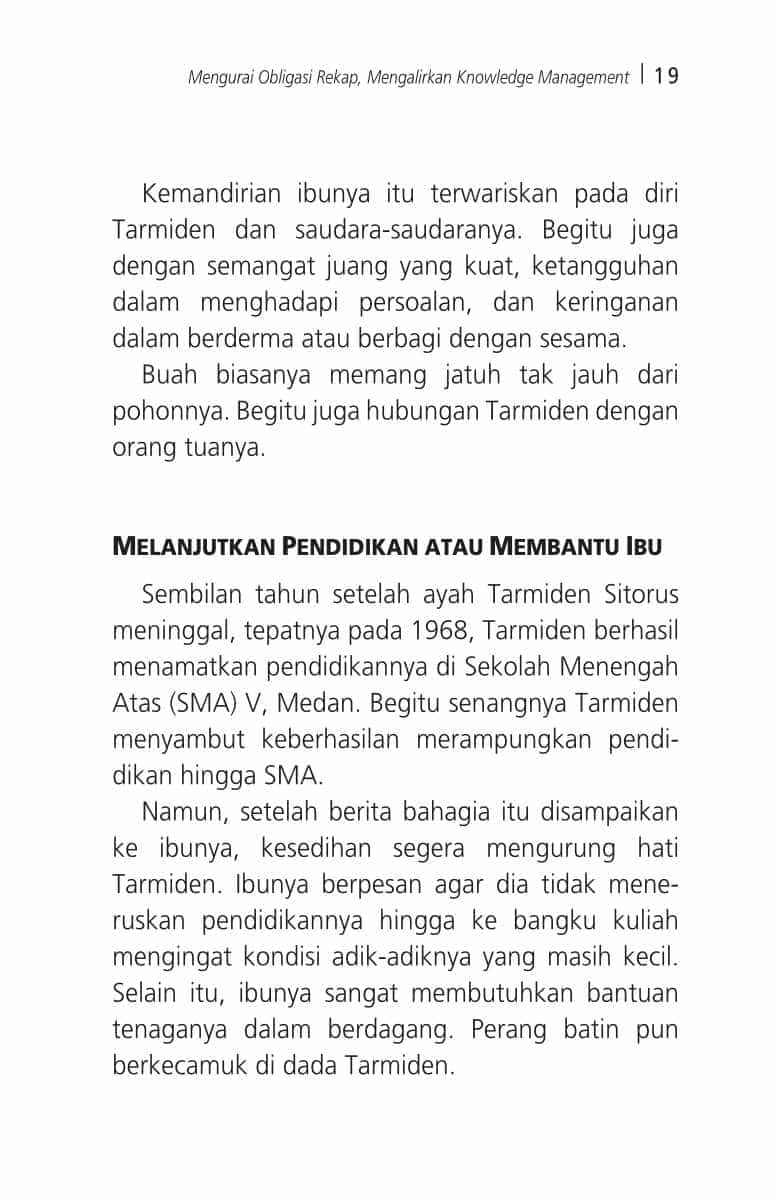 Mengurai Obligasi Rekap, Mengalirkan Knowledge Management | 19
Kemandirian ibunya itu terwariskan pada diri
Tarmiden dan saudara-saudaranya. Begitu juga
dengan semangat juang yang kuat, ketangguhan
dalam menghadapi persoalan, dan keringanan
dalam berderma atau berbagi dengan sesama.
Buah biasanya memang jatuh tak jauh dari
pohonnya. Begitu juga hubungan Tarmiden dengan
orang tuanya.
MELANJUTKAN PENDIDIKAN ATAU MEMBANTU IBU
Sembilan tahun setelah ayah Tarmiden Sitorus
meninggal, tepatnya pada 1968, Tarmiden berhasil
menamatkan pendidikannya di Sekolah Menengah
Atas (SMA) V, Medan. Begitu senangnya Tarmiden
menyambut keberhasilan merampungkan pendi-
dikan hingga SMA.
Namun, setelah berita bahagia itu disampaikan
ke ibunya, kesedihan segera mengurung hati
Tarmiden. Ibunya berpesan agar dia tidak mene-
ruskan pendidikannya hingga ke bangku kuliah
mengingat kondisi adik-adiknya yang masih kecil.
Selain itu, ibunya sangat membutuhkan bantuan
tenaganya dalam berdagang. Perang batin pun
berkecamuk di dada Tarmiden.